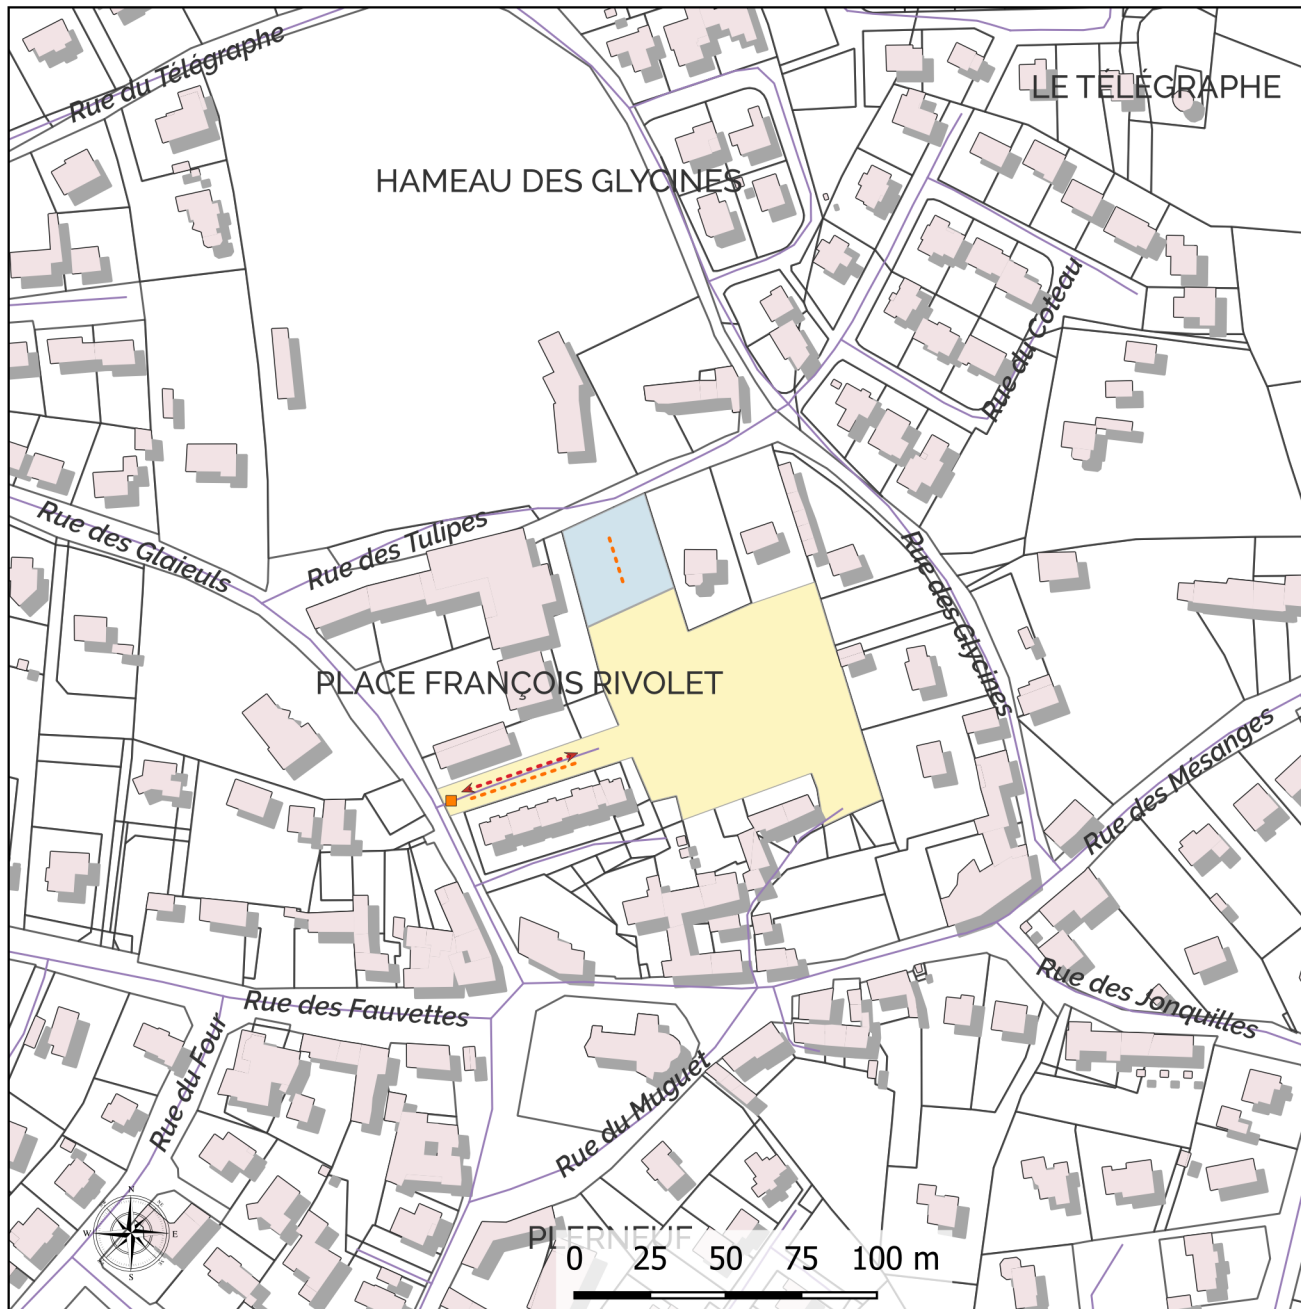 Rue du Télégraphe
LE TÉLÉGRAPHE
HAMEAU DES GLYCINES
Rue du Coteau
Rue des Glaieuls
Rue des Tulipes
Rue des Glycines
PLACE FRANÇOIS RIVOLET
Rue des Mesanges
Rue des Jonquilles
Rue des Fauvettes
Rue du Four
Rue du Muguet
N
W E
S
PLERNEUF
0 25 50 75 100 m